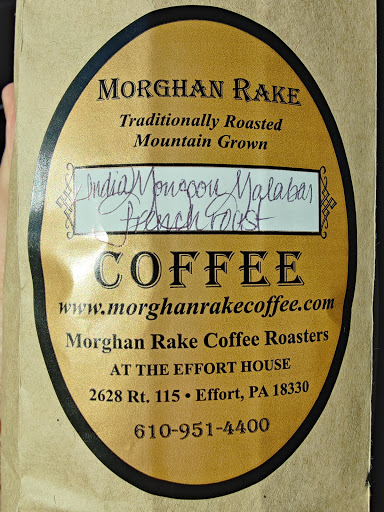 MORGHAN RAKE
Traditionally Roasted
Mountain Grown
India Monsoon Malabar
French Roast
COFFEE
www.morghanrakecoffee.com
Morghan Rake Coffee Roasters
AT THE EFFORT HOUSE
2628 Rt. 115 • Effort, PA 18330
610-951-4400